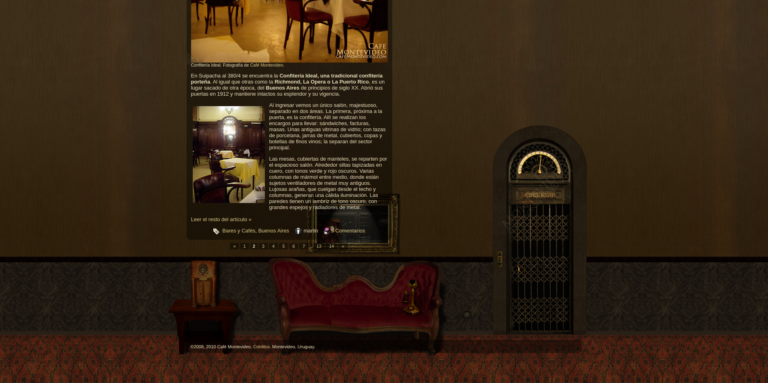 CAFE
MONTEVIDEO
Confitería Ideal. Fotografía de Café Montevideo.
En Suipacha al 380/4 se encuentra la Confitería Ideal, una tradicional confitería
porteña. Al igual que otras como la Richmond, La Opera o La Puerto Rico, es un
lugar sacado de otra época, del Buenos Aires de principios de siglo XX. Abrió sus
puertas en 1912 y mantiene intactos su esplendor y su vigencia.
Al ingresar vemos un único salón, majestuoso,
separado en dos áreas. La primera, próxima a la
puerta, es la confitería. Allí se realizan los
encargos para llevar: sándwiches, facturas,
masas. Unas antiguas vitrinas de vidrio; con tazas
de porcelana, jarras de metal, cubiertos, copas y
botellas de finos vinos; la separan del sector
principal.
Las mesas, cubiertas de manteles, se reparten por
el espacioso salón. Alrededor sillas tapizadas en
cuero, con tonos verde y rojo oscuros. Varias
columnas de mármol entre medio, donde están
sujetos ventiladores de metal muy antiguos.
Lujosas arañas, que cuelgan desde el techo y
columnas, generan una cálida iluminación. Las
paredes tienen un lambriz de tono oscuro, con
grandes espejos y radiadores de metal.
Leer el resto del artículo »
Bares y Cafés, Buenos Aires martin 9 Comentarios
« 1 2 3 4 5 6 7 ... 13 14 »
©2008, 2010 Café Montevideo. Créditos. Montevideo, Uruguay.